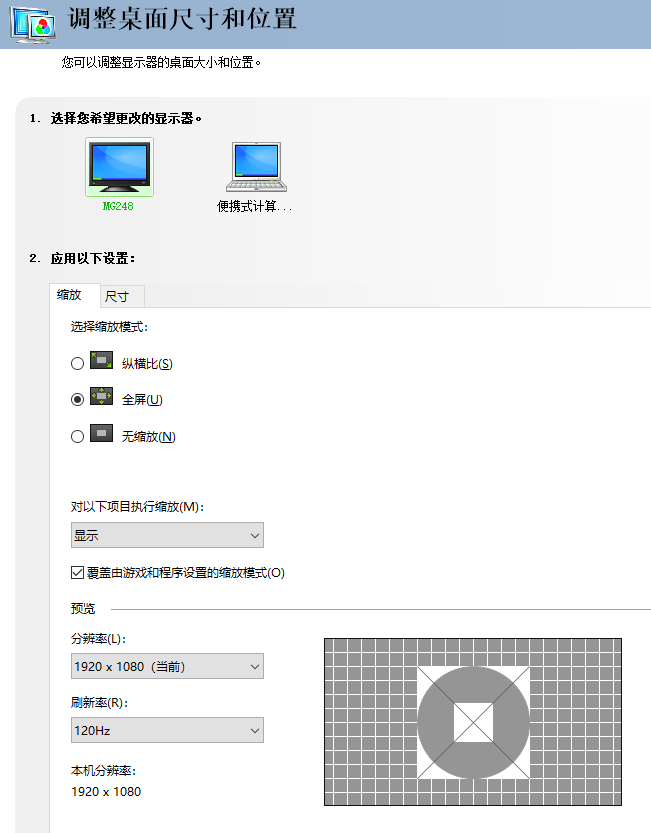 调整桌面尺寸和位置
您可以调整显示器的桌面大小和位置。
1. 选择您希望更改的显示器。
MG248
便携式计算...
2. 应用以下设置:
缩放
尺寸
选择缩放模式:
纵横比(S)
全屏(U)
无缩放(N)
对以下项目执行缩放(M):
显示
覆盖由游戏和程序设置的缩放模式(O)
预览
分辨率(L):
1920 x 1080（当前）
刷新率(R):
120Hz
本机分辨率:
1920 x 1080